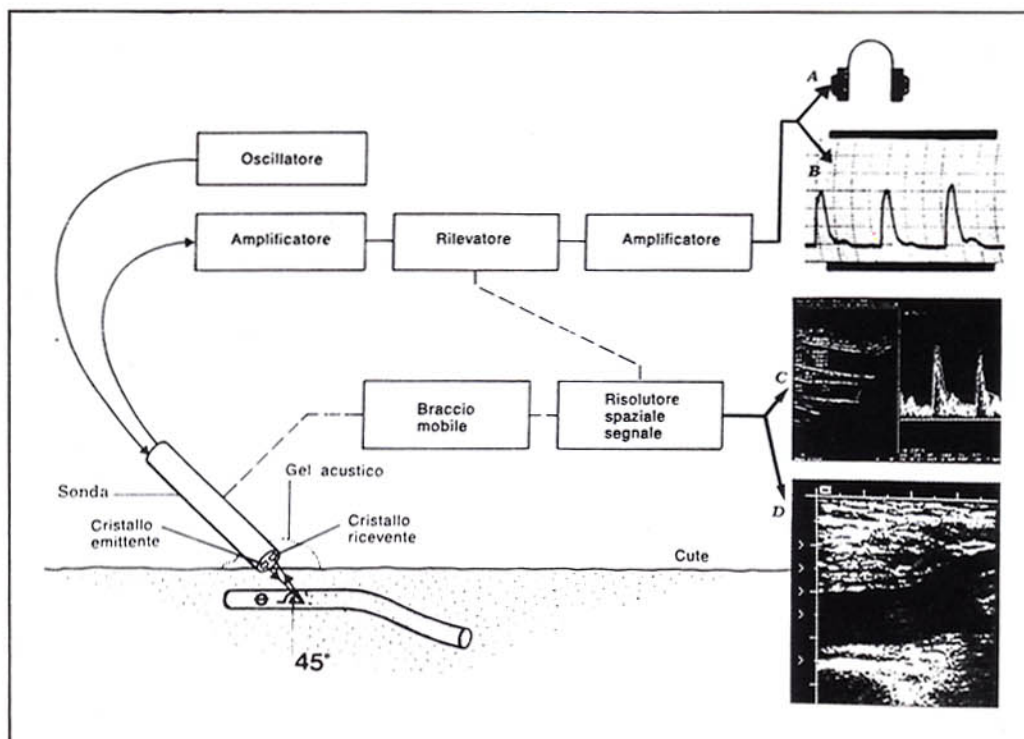 A
Oscillatore
B
Amplificatore
Rilevatore
Amplificatore
C
Braccio
mobile
Risolutore
spaziale
segnale
Gel acustico
Sonda
D
Cristallo
emittente
Cristallo
ricevente
Cute
45°